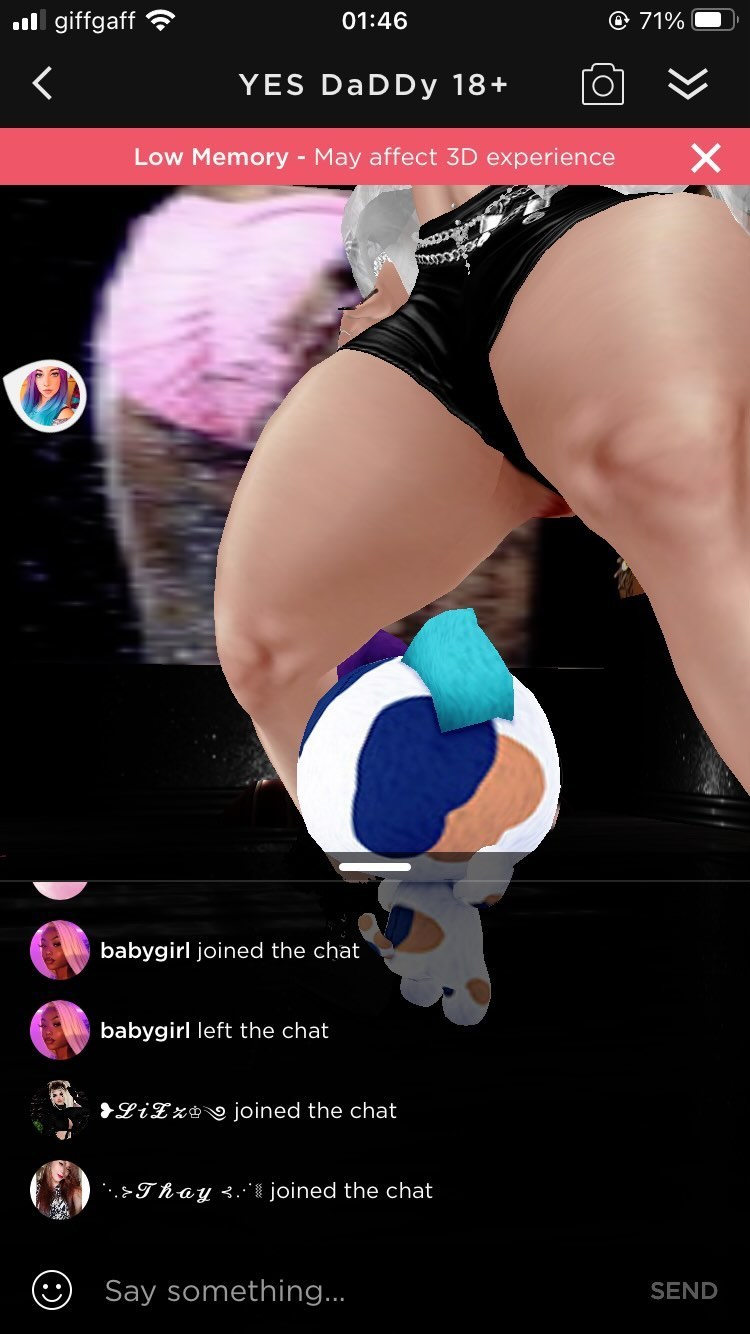 giffgaff 01:46 71%
YES DaDDy 18+
Low Memory - May affect 3D experience
babygirl joined the chat
babygirl left the chat
❥𝓛𝓲𝓩𝔃♔༄ joined the chat
⋱.⪼𝓣𝓱𝓪𝔂 ⪻.⋰ joined the chat
Say something...
SEND